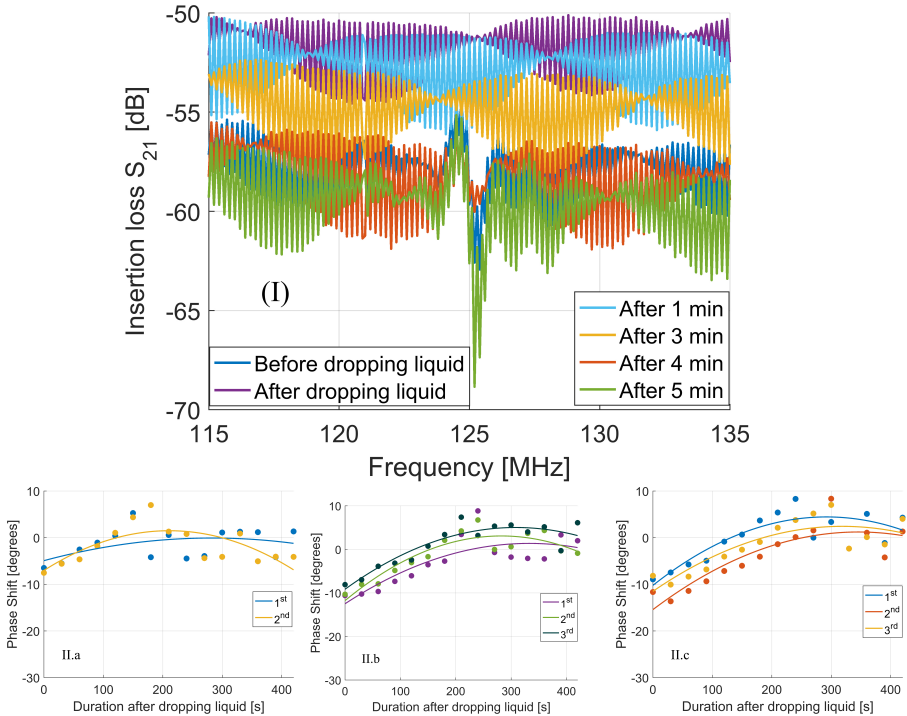 -50
-55
-60
-65
-70
Insertion loss S21 [dB]
(I)
Before dropping liquid
After dropping liquid
After 1 min
After 3 min
After 4 min
After 5 min
115
120
125
130
135
Frequency [MHz]
10
0
-10
-20
-30
Phase Shift [degrees]
1st
2nd
II.a
0
100
200
300
400
Duration after dropping liquid [s]
10
0
-10
-20
-30
Phase Shift [degrees]
1st
2nd
3rd
II.b
0
100
200
300
400
Duration after dropping liquid [s]
10
0
-10
-20
-30
Phase Shift [degrees]
1st
2nd
3rd
II.c
0
100
200
300
400
Duration after dropping liquid [s]